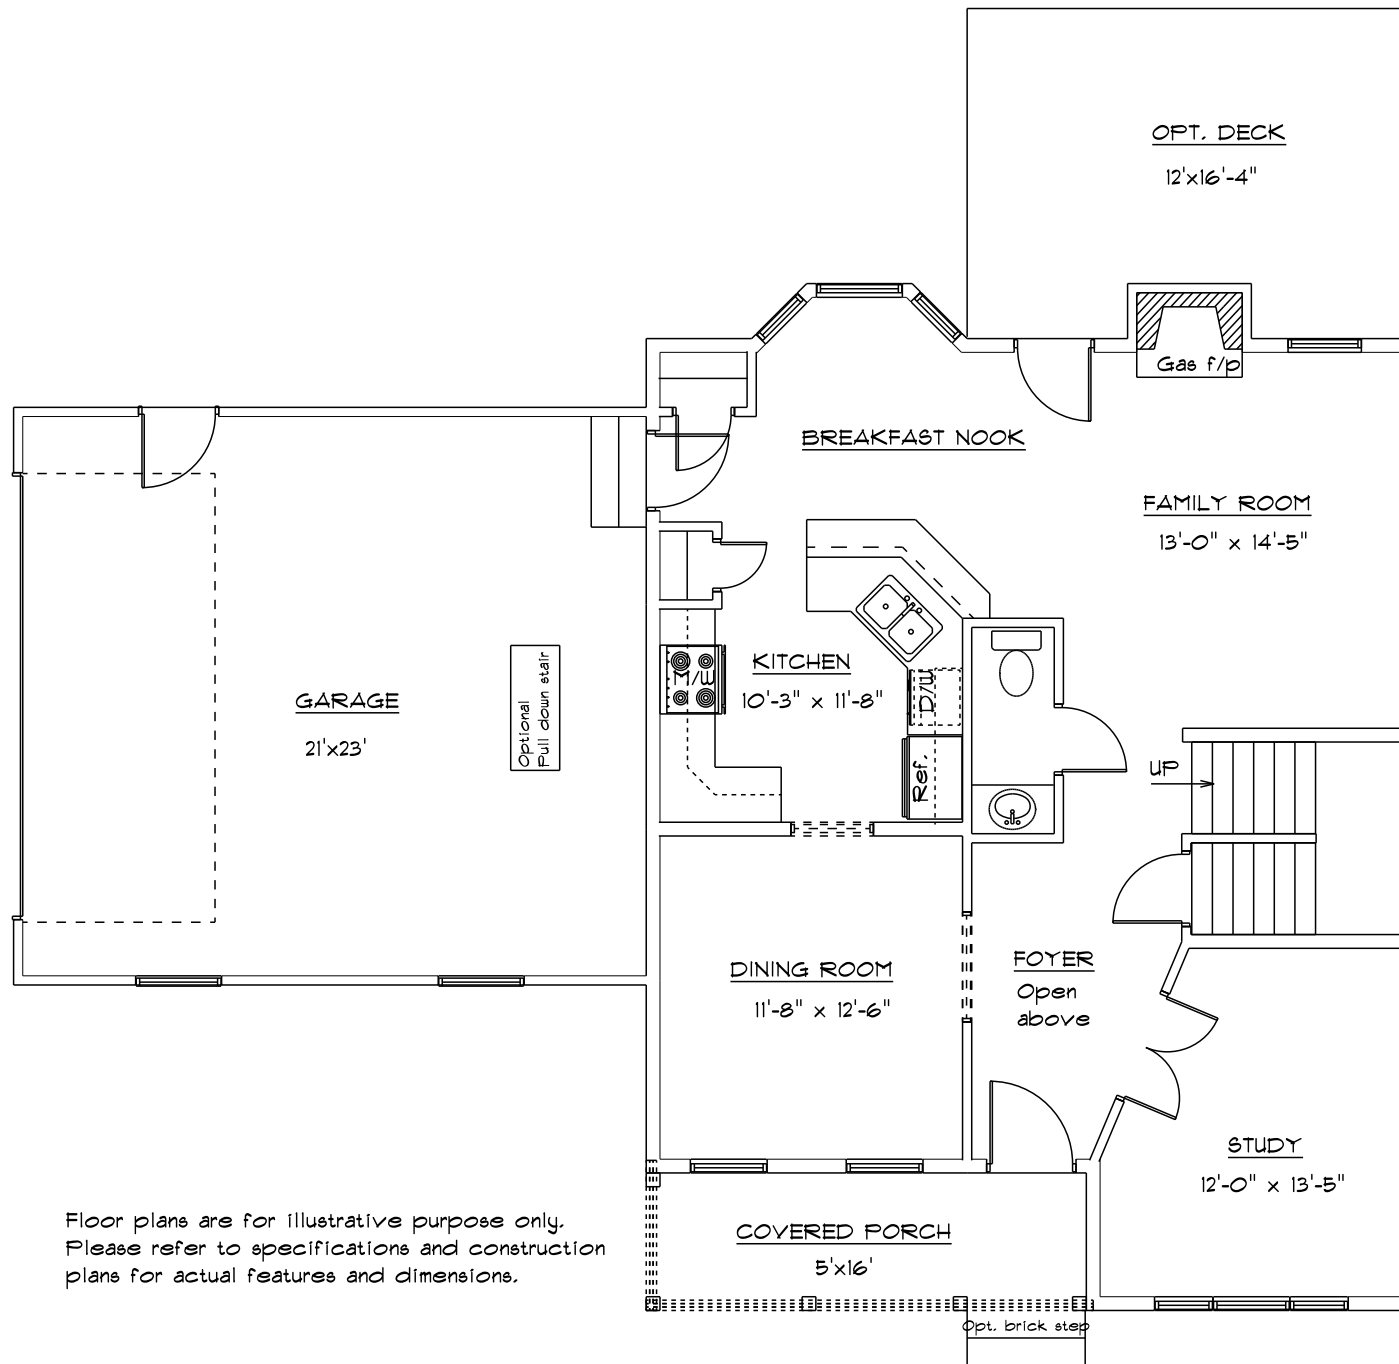 OPT. DECK
12'x16'-4"
Gas f/p
BREAKFAST NOOK
FAMILY ROOM
13'-0" x 14'-5"
KITCHEN
10'-3" x 11'-8"
M/W
D/W
Ref.
GARAGE
21'x23'
Optional
Pull down stair
UP
DINING ROOM
11'-8" x 12'-6"
FOYER
Open
above
STUDY
12'-0" x 13'-5"
COVERED PORCH
5'x16'
Opt. brick step
Floor plans are for illustrative purpose only.
Please refer to specifications and construction
plans for actual features and dimensions.